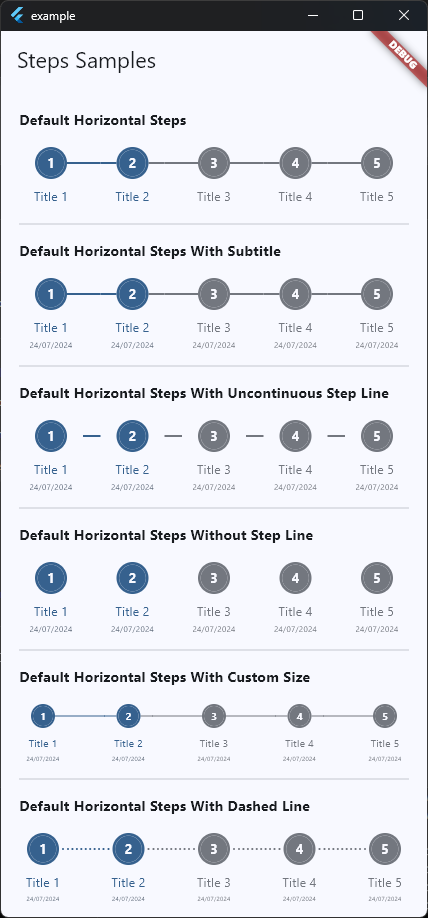 example
DEBUG
Steps Samples
Default Horizontal Steps
1 2 3 4 5
Title 1 Title 2 Title 3 Title 4 Title 5
Default Horizontal Steps With Subtitle
1 2 3 4 5
Title 1 Title 2 Title 3 Title 4 Title 5
24/07/2024 24/07/2024 24/07/2024 24/07/2024 24/07/2024
Default Horizontal Steps With Uncontinuous Step Line
1 2 3 4 5
Title 1 Title 2 Title 3 Title 4 Title 5
24/07/2024 24/07/2024 24/07/2024 24/07/2024 24/07/2024
Default Horizontal Steps Without Step Line
1 2 3 4 5
Title 1 Title 2 Title 3 Title 4 Title 5
24/07/2024 24/07/2024 24/07/2024 24/07/2024 24/07/2024
Default Horizontal Steps With Custom Size
1 2 3 4 5
Title 1 Title 2 Title 3 Title 4 Title 5
24/07/2024 24/07/2024 24/07/2024 24/07/2024 24/07/2024
Default Horizontal Steps With Dashed Line
1 2 3 4 5
Title 1 Title 2 Title 3 Title 4 Title 5
24/07/2024 24/07/2024 24/07/2024 24/07/2024 24/07/2024